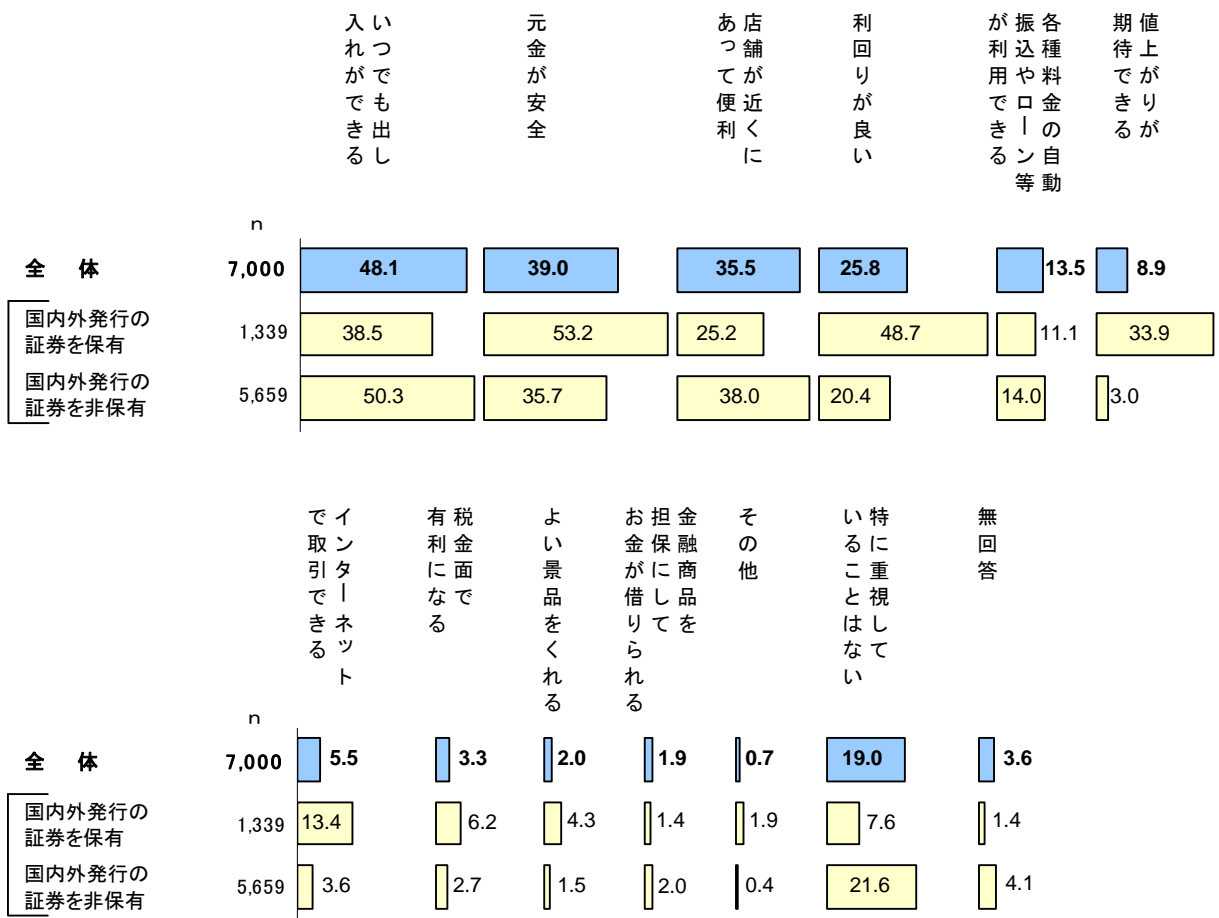 いつでも出し
入れができる
元金が安全
店舗が近くに
あって便利
利回りが良い
各種料金の自動
振込やローン等
が利用できる
値上がりが
期待できる
n
全 体 7,000 48.1 39.0 35.5 25.8 13.5 8.9
国内外発行の
証券を保有
1,339 38.5 53.2 25.2 48.7 11.1 33.9
国内外発行の
証券を非保有
5,659 50.3 35.7 38.0 20.4 14.0 3.0
インターネット
で取引できる
税金面で
有利になる
よい景品をくれる
金融商品を
担保にして
お金が借りられる
その他
特に重視して
いることはない
無回答
n
全 体 7,000 5.5 3.3 2.0 1.9 0.7 19.0 3.6
国内外発行の
証券を保有
1,339 13.4 6.2 4.3 1.4 1.9 7.6 1.4
国内外発行の
証券を非保有
5,659 3.6 2.7 1.5 2.0 0.4 21.6 4.1